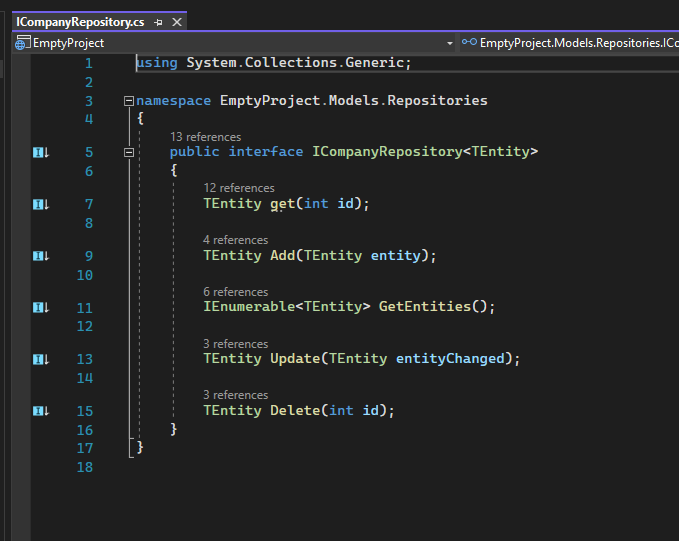 ICompanyRepository.cs
EmptyProject
EmptyProject.Models.Repositories.ICo
1 using System.Collections.Generic;
2
3 namespace EmptyProject.Models.Repositories
4 {
13 references
5 public interface ICompanyRepository<TEntity>
6 {
12 references
7 TEntity get(int id);
8
4 references
9 TEntity Add(TEntity entity);
10
6 references
11 IEnumerable<TEntity> GetEntities();
12
3 references
13 TEntity Update(TEntity entityChanged);
14
3 references
15 TEntity Delete(int id);
16 }
17 }
18